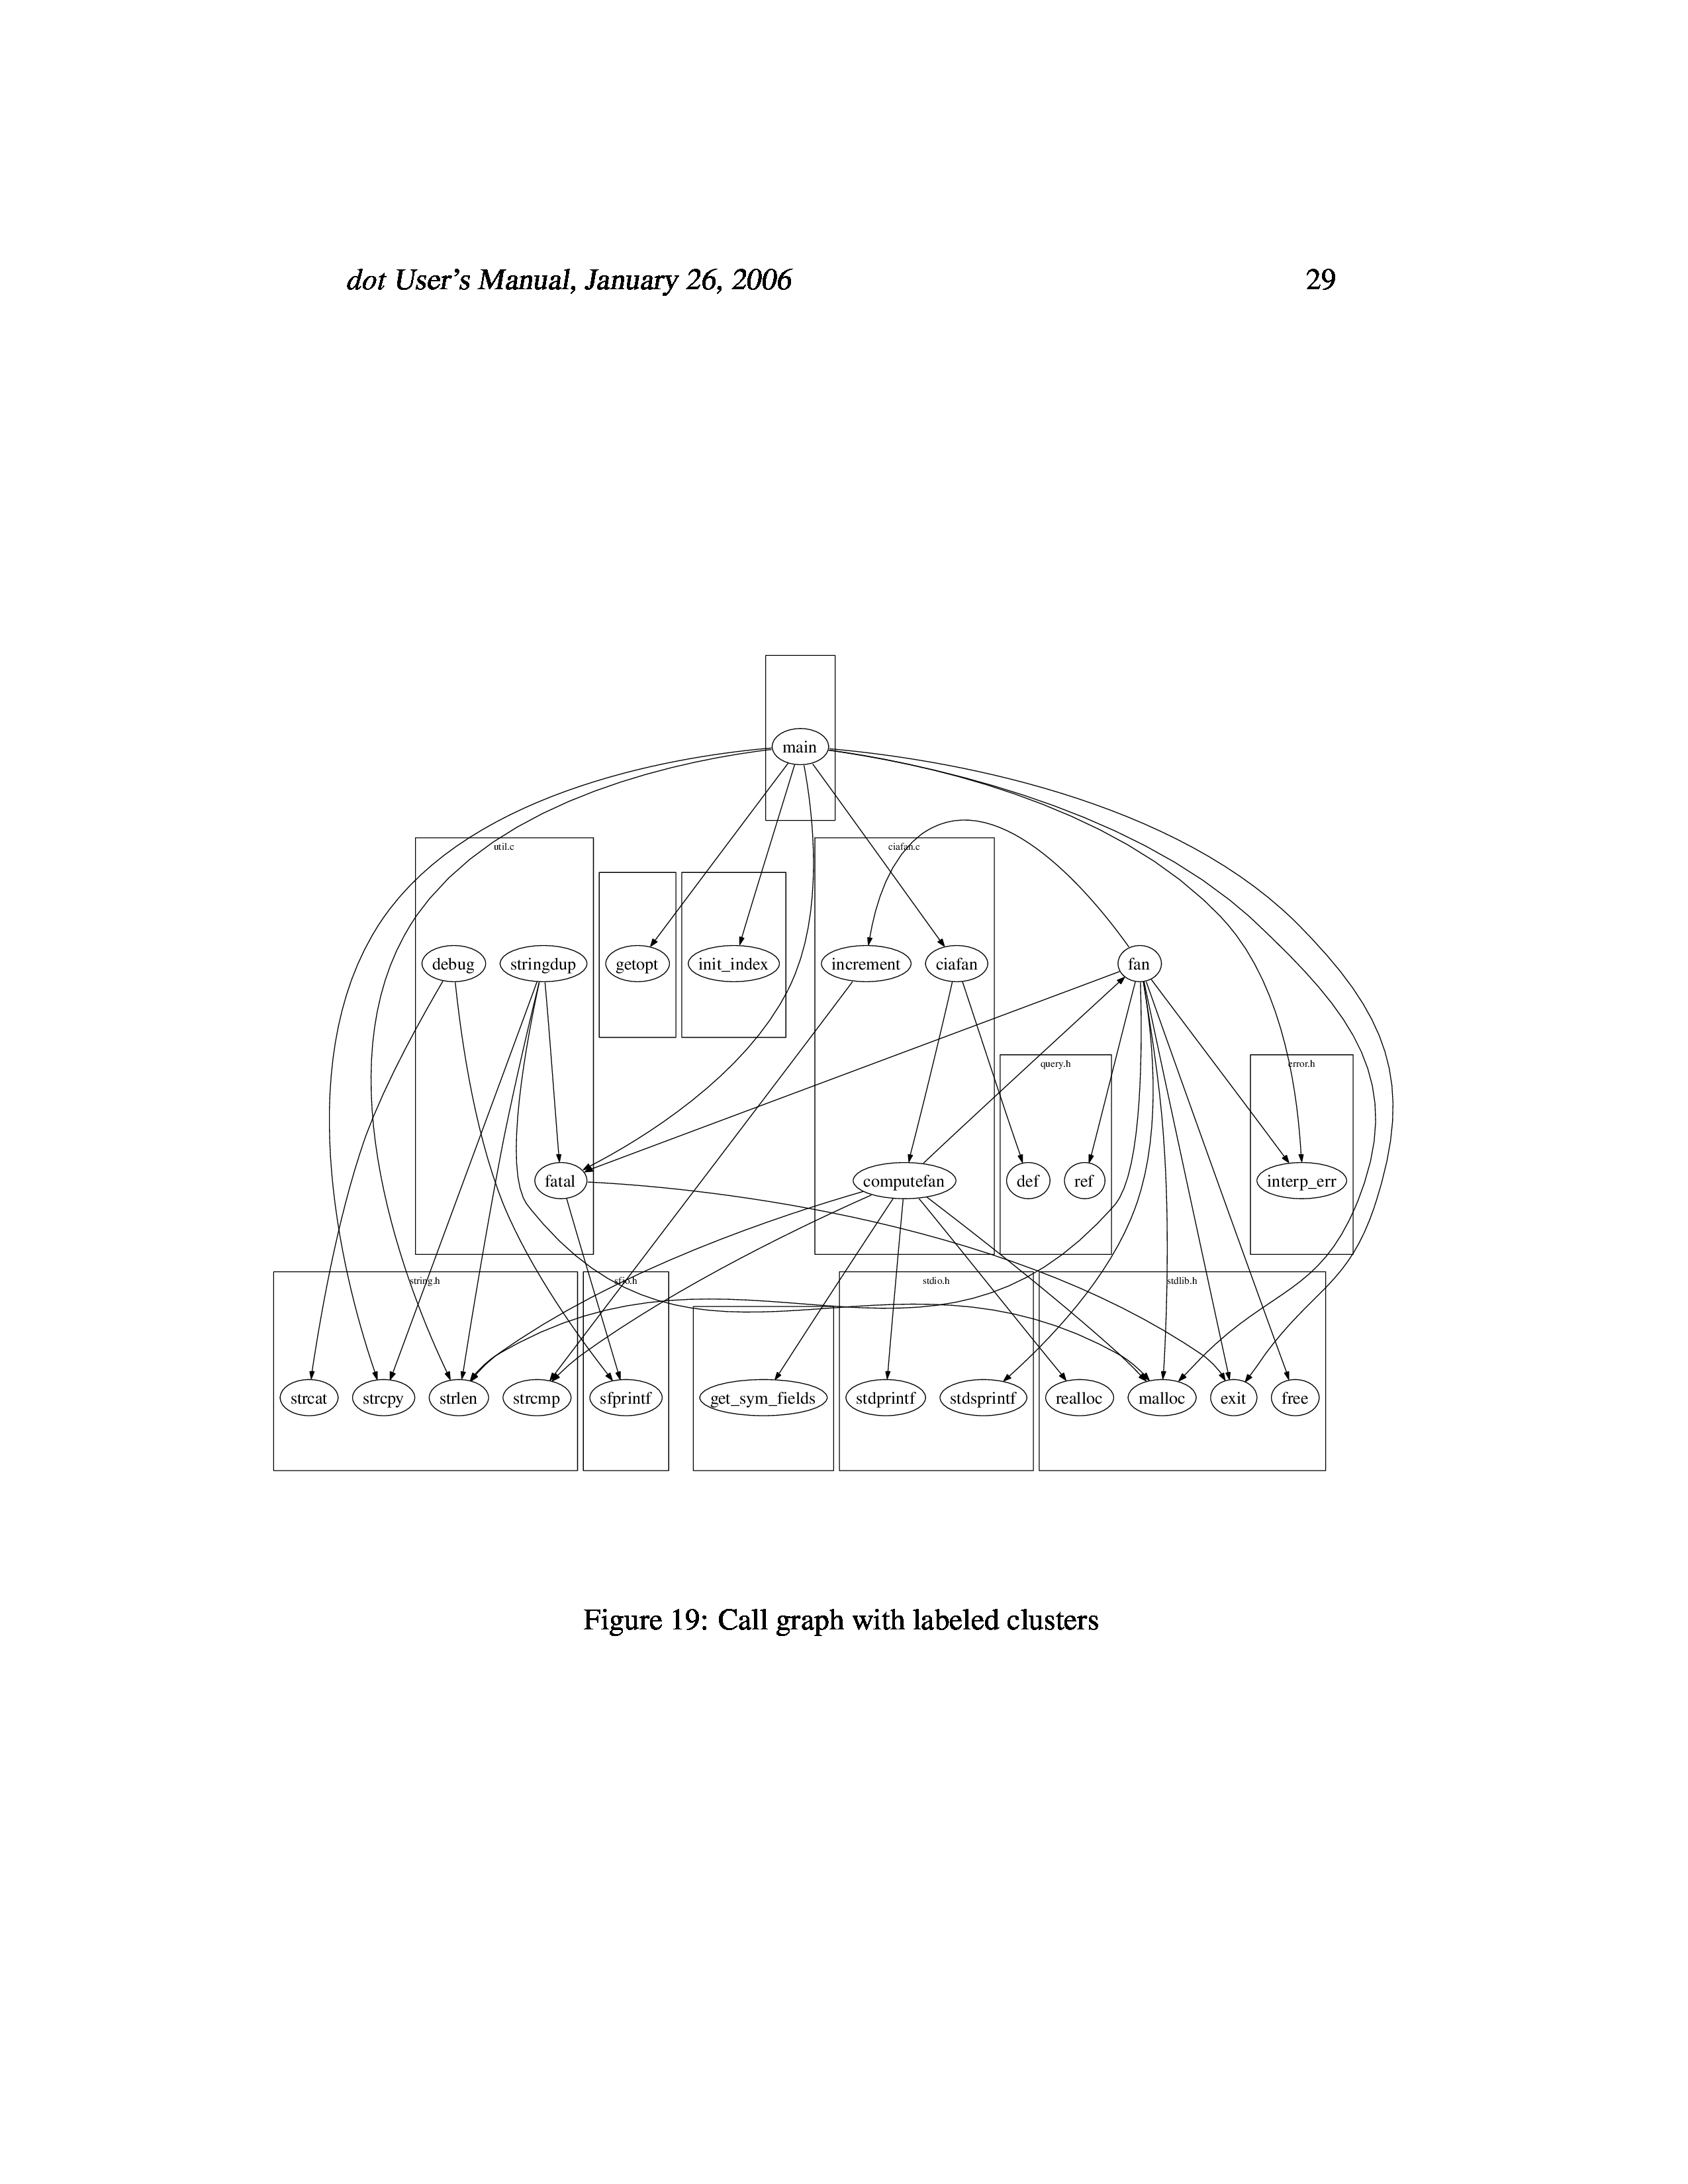 dot User's Manual, January 26, 2006 29
main
util.c
ciafan.c
debug stringdup getopt init_index increment ciafan fan
query.h error.h
fatal computefan def ref interp_err
string.h sfio.h stdio.h stdlib.h
strcat strcpy strlen strcmp sfprintf get_sym_fields stdprintf stdsprintf realloc malloc exit free
Figure 19: Call graph with labeled clusters